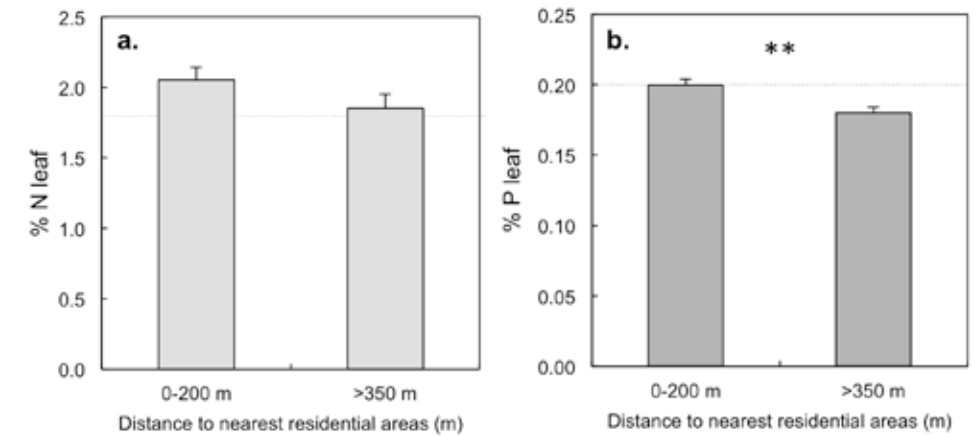 a.
% N leaf
2.5
2.0
1.5
1.0
0.5
0.0
0-200 m >350 m
Distance to nearest residential areas (m)
b.
**
% P leaf
0.25
0.20
0.15
0.10
0.05
0.00
0-200 m >350 m
Distance to nearest residential areas (m)